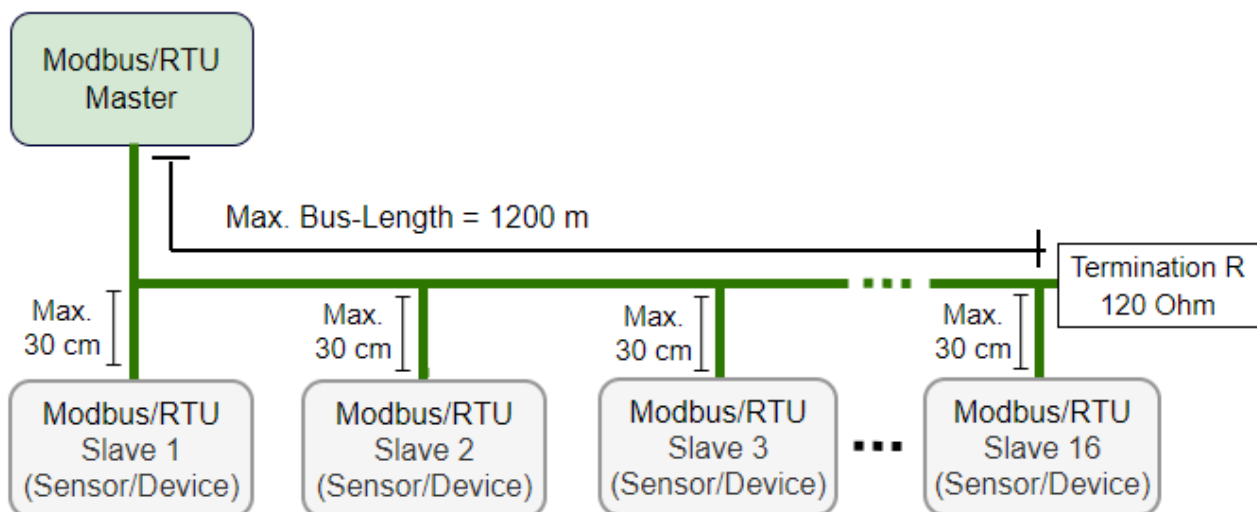 Modbus/RTU
Master
Max. Bus-Length = 1200 m
Termination R
120 Ohm
Max.
30 cm
Max.
30 cm
Max.
30 cm
Max.
30 cm
Modbus/RTU
Slave 1
(Sensor/Device)
Modbus/RTU
Slave 2
(Sensor/Device)
Modbus/RTU
Slave 3
(Sensor/Device)
Modbus/RTU
Slave 16
(Sensor/Device)